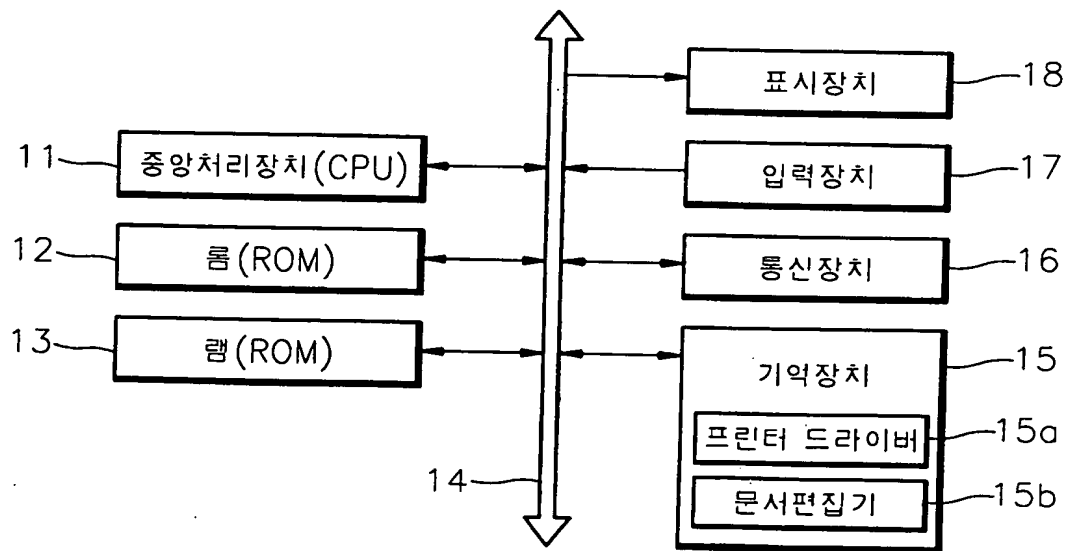 표시장치 18
11 중앙처리장치(CPU)
입력장치 17
12 롬(ROM)
통신장치 16
13 램(ROM)
기억장치 15
프린터 드라이버 15a
14
문서편집기 15b